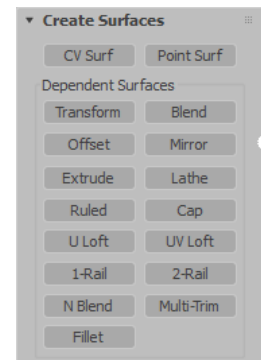 Create Surfaces
CV Surf Point Surf
Dependent Surfaces
Transform Blend
Offset Mirror
Extrude Lathe
Ruled Cap
U Loft UV Loft
1-Rail 2-Rail
N Blend Multi-Trim
Fillet